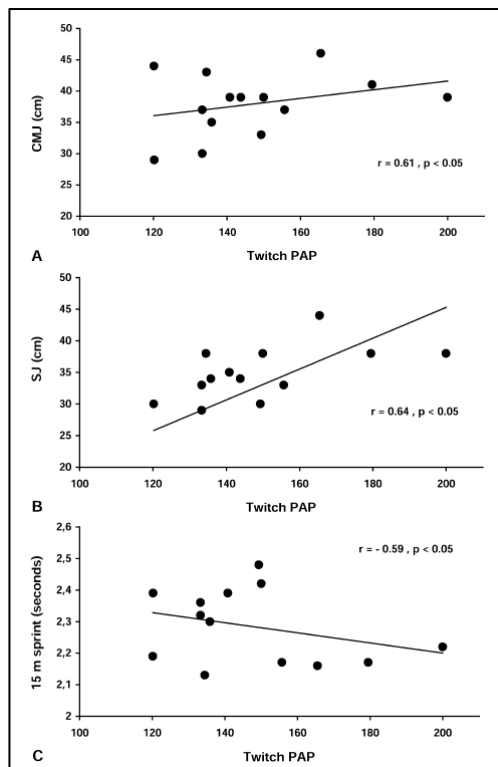 50
45
40
35
30
25
20
CMJ (cm)
r = 0.61 , p < 0.05
100 120 140 160 180 200
A Twitch PAP
50
45
40
35
30
25
20
SJ (cm)
r = 0.64 , p < 0.05
100 120 140 160 180 200
B Twitch PAP
2,6
2,5
2,4
2,3
2,2
2,1
2
15 m sprint (seconds)
r = - 0.59 , p < 0.05
100 120 140 160 180 200
C Twitch PAP